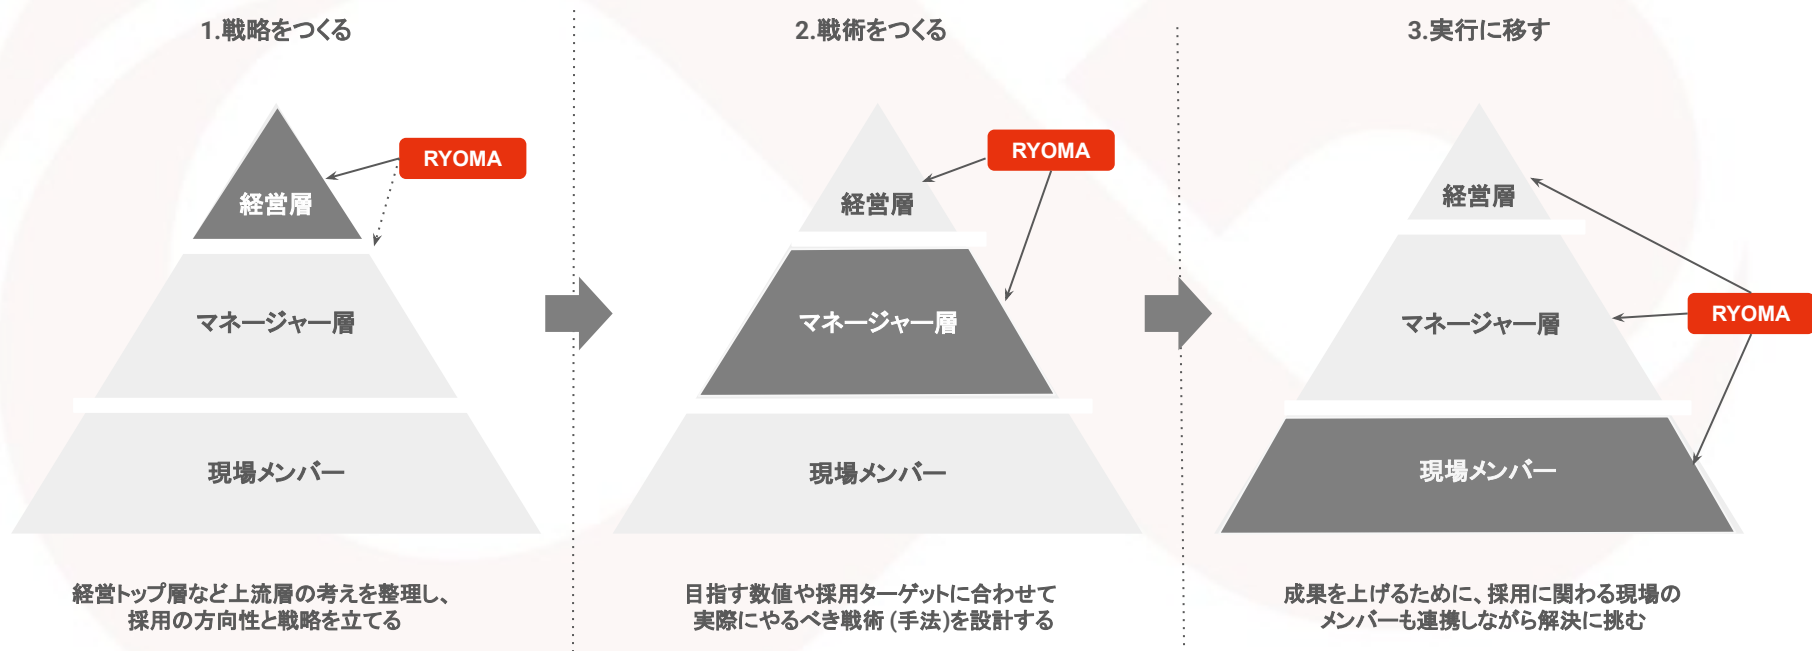 1.戦略をつくる
RYOMA
経営層
マネージャー層
現場メンバー
経営トップ層など上流層の考えを整理し、
採用の方向性と戦略を立てる
2.戦術をつくる
RYOMA
経営層
マネージャー層
現場メンバー
目指す数値や採用ターゲットに合わせて
実際にやるべき戦術(手法)を設計する
3.実行に移す
経営層
RYOMA
マネージャー層
現場メンバー
成果を上げるために、採用に関わる現場の
メンバーも連携しながら解決に挑む